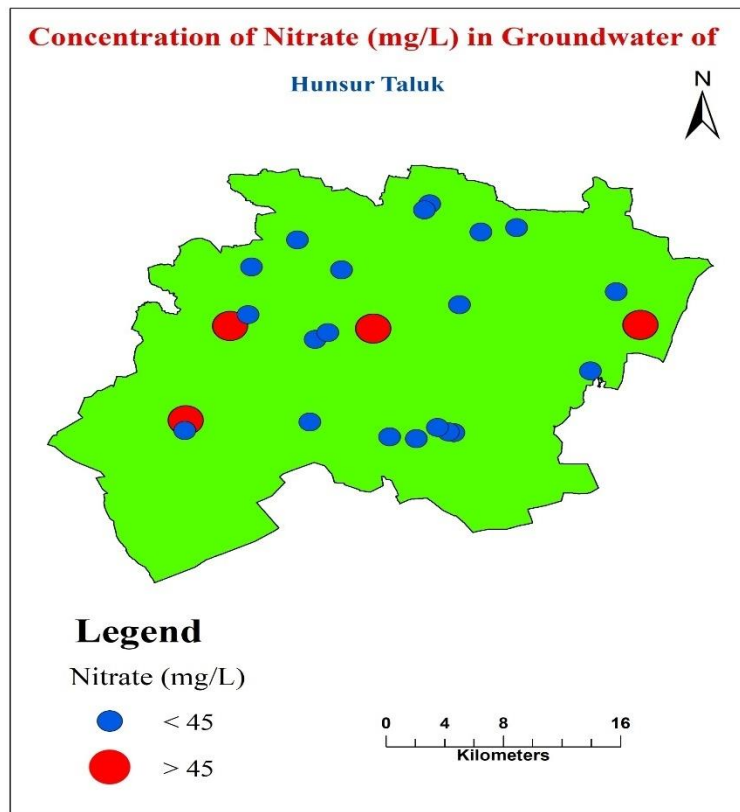 Concentration of Nitrate (mg/L) in Groundwater of
Hunsur Taluk
N
Legend
Nitrate (mg/L)
< 45
> 45
0 4 8 16
Kilometers